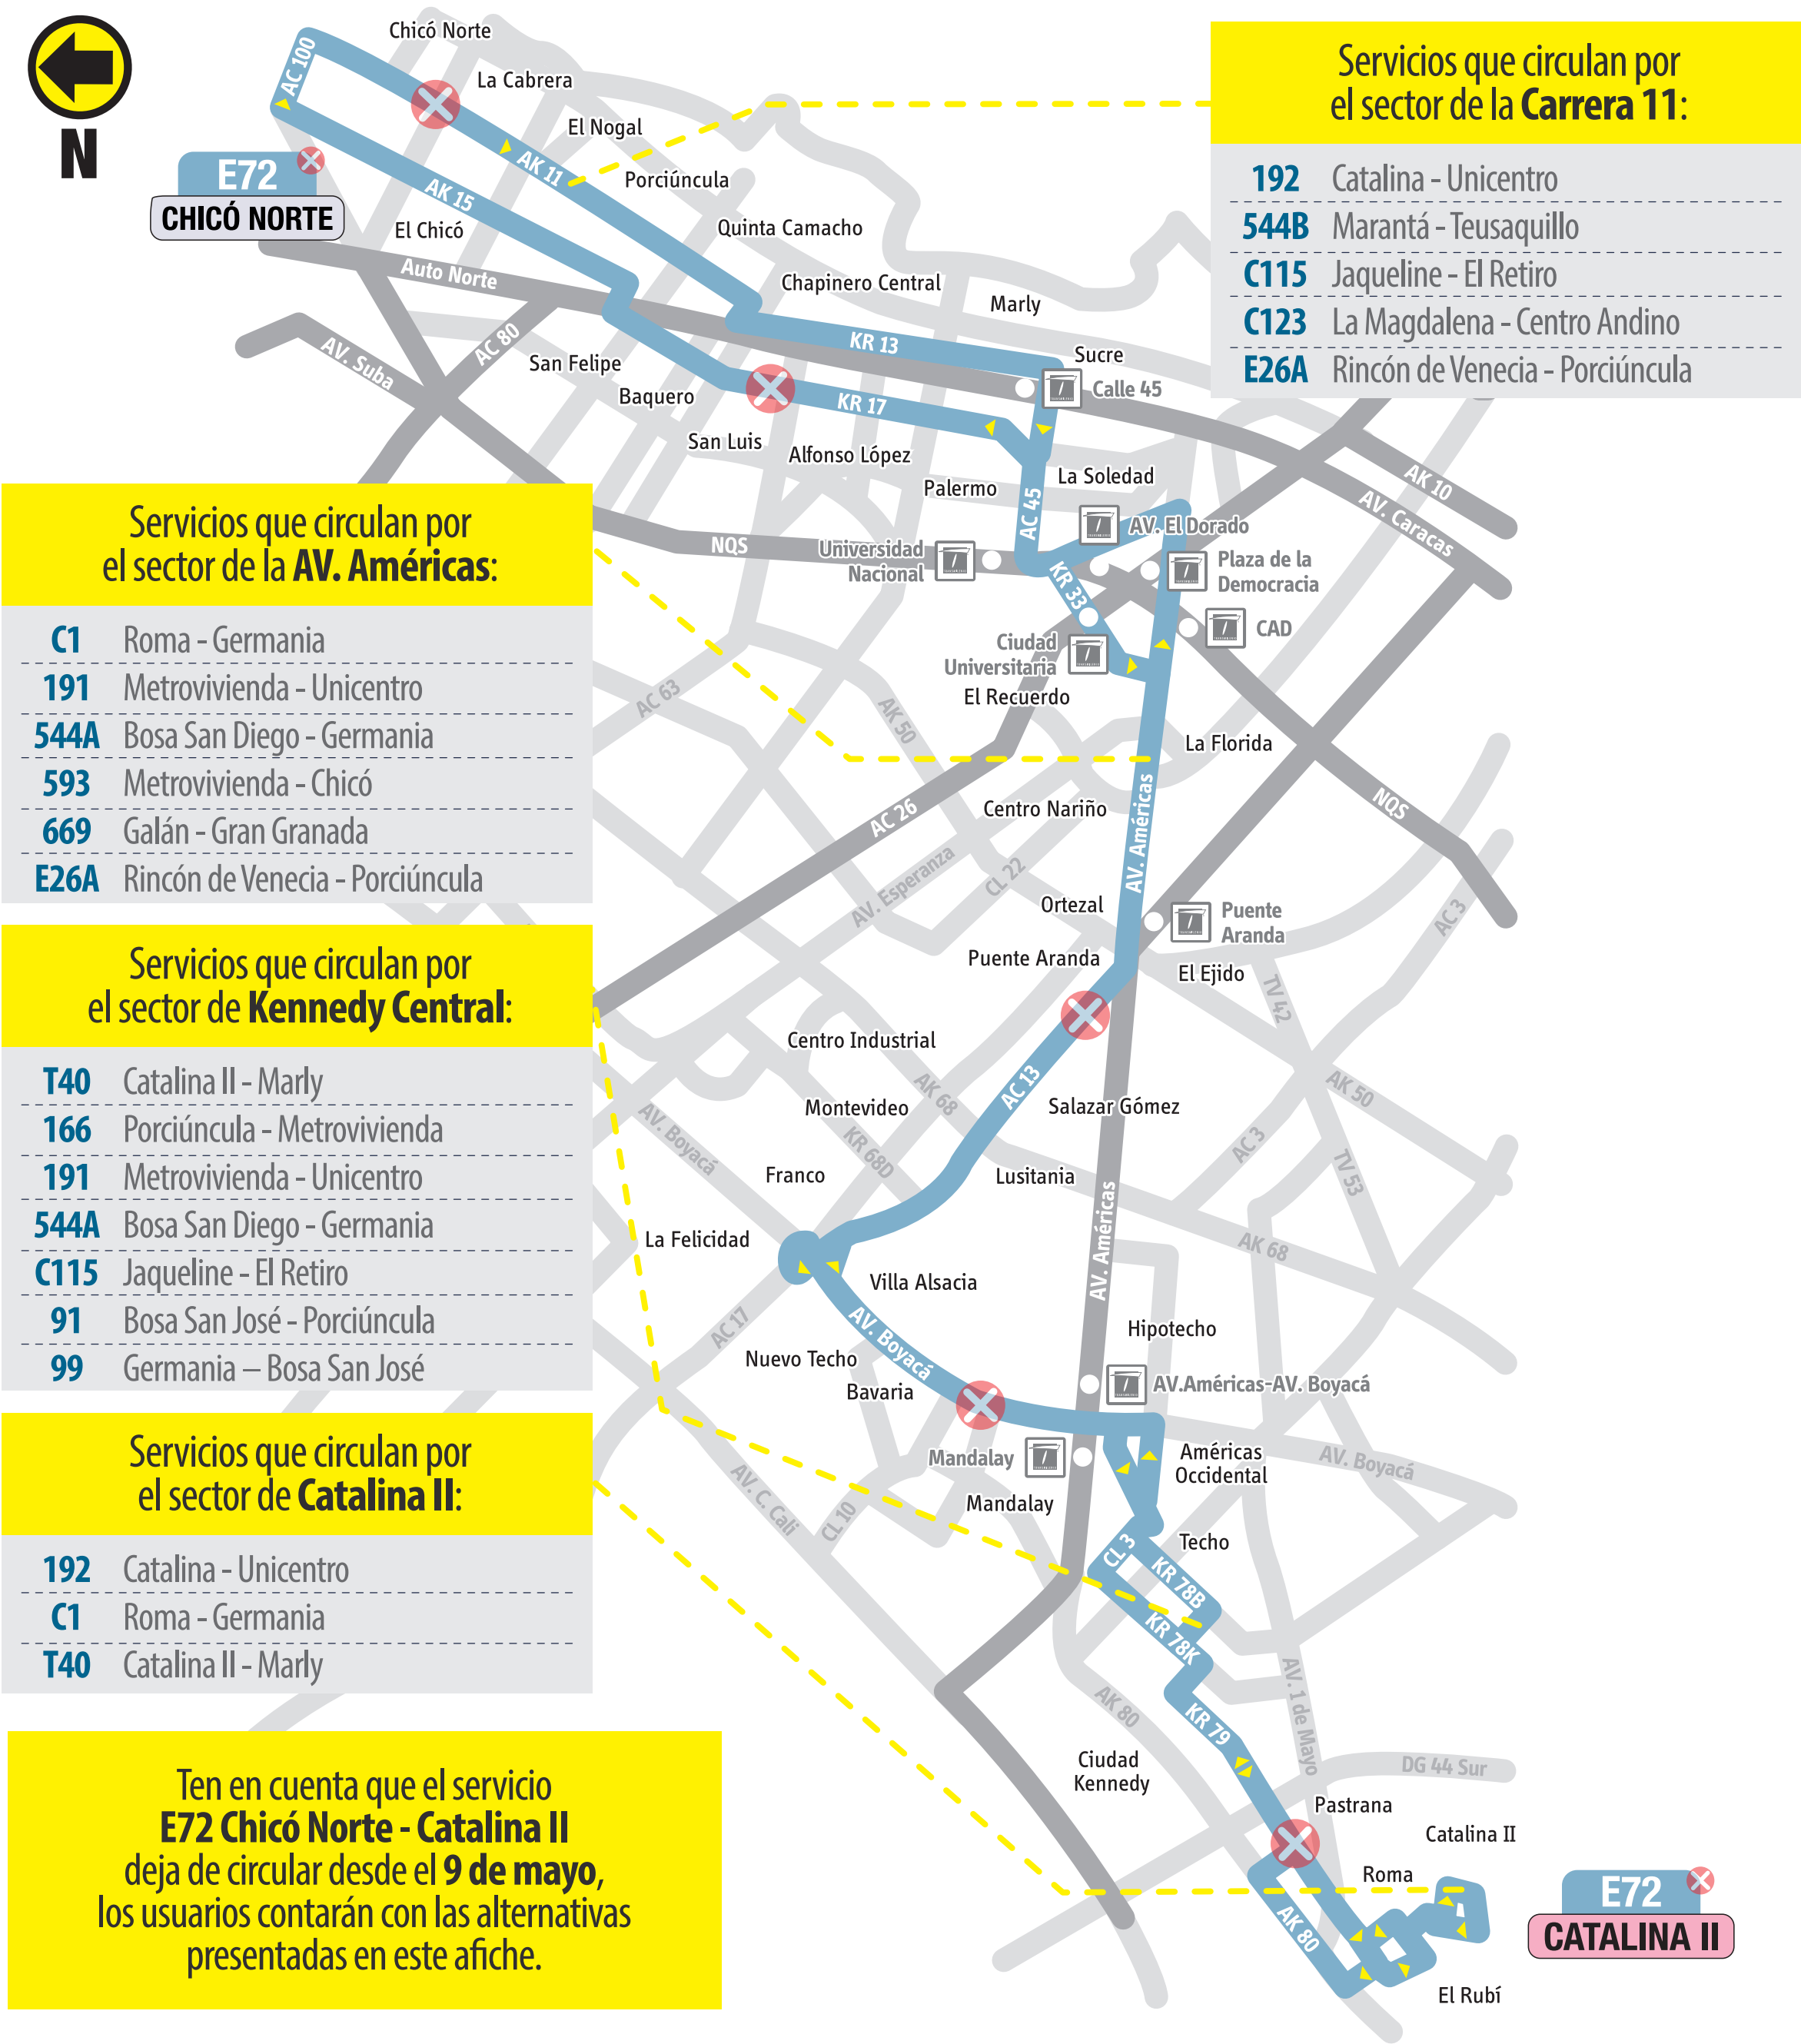 N
E72
CHICÓ NORTE
Servicios que circulan por
el sector de la Carrera 11:
192 Catalina - Unicentro
544B Marantá - Teusaquillo
C115 Jaqueline - El Retiro
C123 La Magdalena - Centro Andino
E26A Rincón de Venecia - Porciúncula
Servicios que circulan por
el sector de la AV. Américas:
C1 Roma - Germania
191 Metrovivienda - Unicentro
544A Bosa San Diego - Germania
593 Metrovivienda - Chicó
669 Galán - Gran Granada
E26A Rincón de Venecia - Porciúncula
Servicios que circulan por
el sector de Kennedy Central:
T40 Catalina II - Marly
166 Porciúncula - Metrovivienda
191 Metrovivienda - Unicentro
544A Bosa San Diego - Germania
C115 Jaqueline - El Retiro
91 Bosa San José - Porciúncula
99 Germania – Bosa San José
Servicios que circulan por
el sector de Catalina II:
192 Catalina - Unicentro
C1 Roma - Germania
T40 Catalina II - Marly
Ten en cuenta que el servicio
E72 Chicó Norte - Catalina II
deja de circular desde el 9 de mayo,
los usuarios contarán con las alternativas
presentadas en este afiche.
Chicó Norte
AC 100
La Cabrera
El Nogal
AK 11
Porciúncula
AK 15
El Chicó
Quinta Camacho
Auto Norte
Chapinero Central
Marly
AC 80
AV. Suba
San Felipe
KR 13
Sucre
Calle 45
Baquero
KR 17
San Luis
Alfonso López
La Soledad
Palermo
AK 10
AV. Caracas
AC 45
AV. El Dorado
NQS
Universidad
Nacional
KR 33
Plaza de la
Democracia
CAD
Ciudad
Universitaria
El Recuerdo
AC 63
AK 50
La Florida
AC 26
Centro Nariño
AV. Américas
NQS
AV. Esperanza
CL 22
Ortezal
Puente
Aranda
AC 3
Puente Aranda
El Ejido
TV 42
Centro Industrial
AK 68
AC 13
AK 50
Montevideo
Salazar Gómez
AV. Boyacá
KR 68D
AC 3
TV 53
Franco
Lusitania
AV. Américas
La Felicidad
AK 68
Villa Alsacia
AC 17
AV. Boyacá
Hipotecho
Nuevo Techo
Bavaria
AV.Américas-AV. Boyacá
Mandalay
Américas
Occidental
AV. Boyacá
AV. C. Cali
CL 10
Mandalay
Techo
CL 3
KR 78B
KR 78K
AK 80
KR 79
AV. 1 de Mayo
Ciudad
Kennedy
DG 44 Sur
Pastrana
Catalina II
Roma
AK 80
El Rubí
E72
CATALINA II